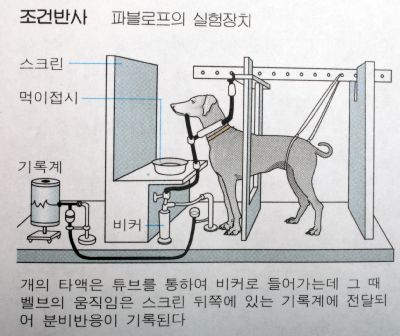 조건반사 파블로프의 실험장치
스크린
먹이접시
기록계
비커
개의 타액은 튜브를 통하여 비커로 들어가는데 그 때
벨브의 움직임은 스크린 뒤쪽에 있는 기록계에 전달되
어 분비반응이 기록된다